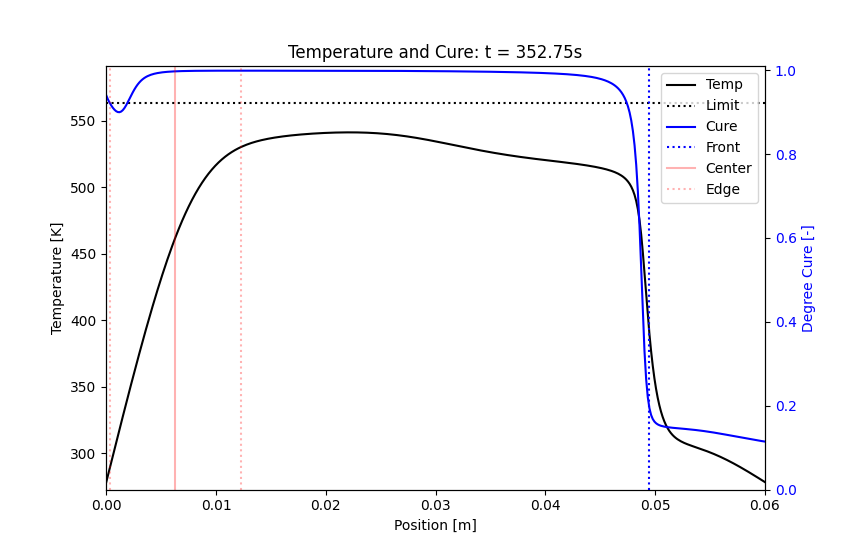 Temperature and Cure: t = 352.75s
Temperature [K]
550
500
450
400
350
300
1.0
0.8
0.6
0.4
0.2
0.0
Degree Cure [-]
Temp
Limit
Cure
Front
Center
Edge
0.00 0.01 0.02 0.03 0.04 0.05 0.06
Position [m]